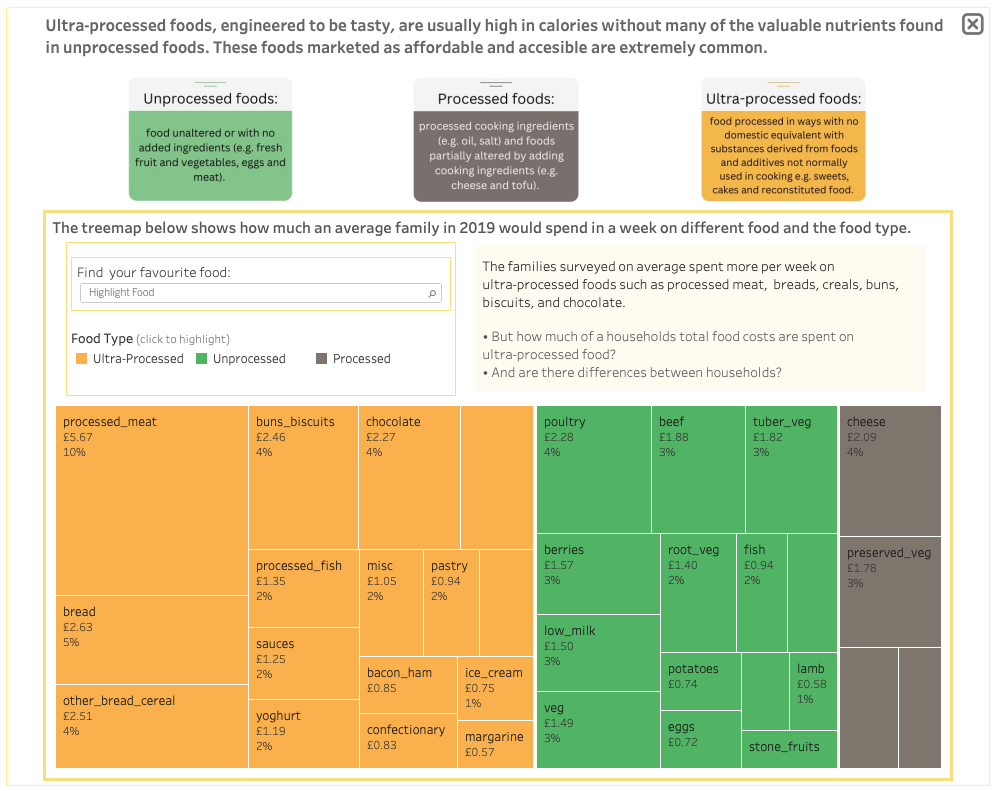 Ultra-processed foods, engineered to be tasty, are usually high in calories without many of the valuable nutrients found
in unprocessed foods. These foods marketed as affordable and accesible are extremely common.
Unprocessed foods:
food unaltered or with no
added ingredients (e.g. fresh
fruit and vegetables, eggs and
meat).
Processed foods:
processed cooking ingredients
(e.g. oil, salt) and foods
partially altered by adding
cooking ingredients (e.g.
cheese and tofu).
Ultra-processed foods:
food processed in ways with no
domestic equivalent with
substances derived from foods
and additives not normally
used in cooking e.g. sweets,
cakes and reconstituted food.
The treemap below shows how much an average family in 2019 would spend in a week on different food and the food type.
Find your favourite food:
Highlight Food
Food Type (click to highlight)
Ultra-Processed
Unprocessed
Processed
The families surveyed on average spent more per week on
ultra-processed foods such as processed meat, breads, creals, buns,
biscuits, and chocolate.
• But how much of a households total food costs are spent on
ultra-processed food?
• And are there differences between households?
processed_meat
£5.67
10%
bread
£2.63
5%
other_bread_cereal
£2.51
4%
buns_biscuits
£2.46
4%
chocolate
£2.27
4%
processed_fish
£1.35
2%
sauces
£1.25
2%
yoghurt
£1.19
2%
misc
£1.05
2%
pastry
£0.94
2%
bacon_ham
£0.85
confectionary
£0.83
ice_cream
£0.75
1%
margarine
£0.57
poultry
£2.28
4%
beef
£1.88
3%
tuber_veg
£1.82
3%
berries
£1.57
3%
low_milk
£1.50
3%
veg
£1.49
3%
root_veg
£1.40
2%
fish
£0.94
2%
potatoes
£0.74
eggs
£0.72
lamb
£0.58
1%
stone_fruits
cheese
£2.09
4%
preserved_veg
£1.78
3%